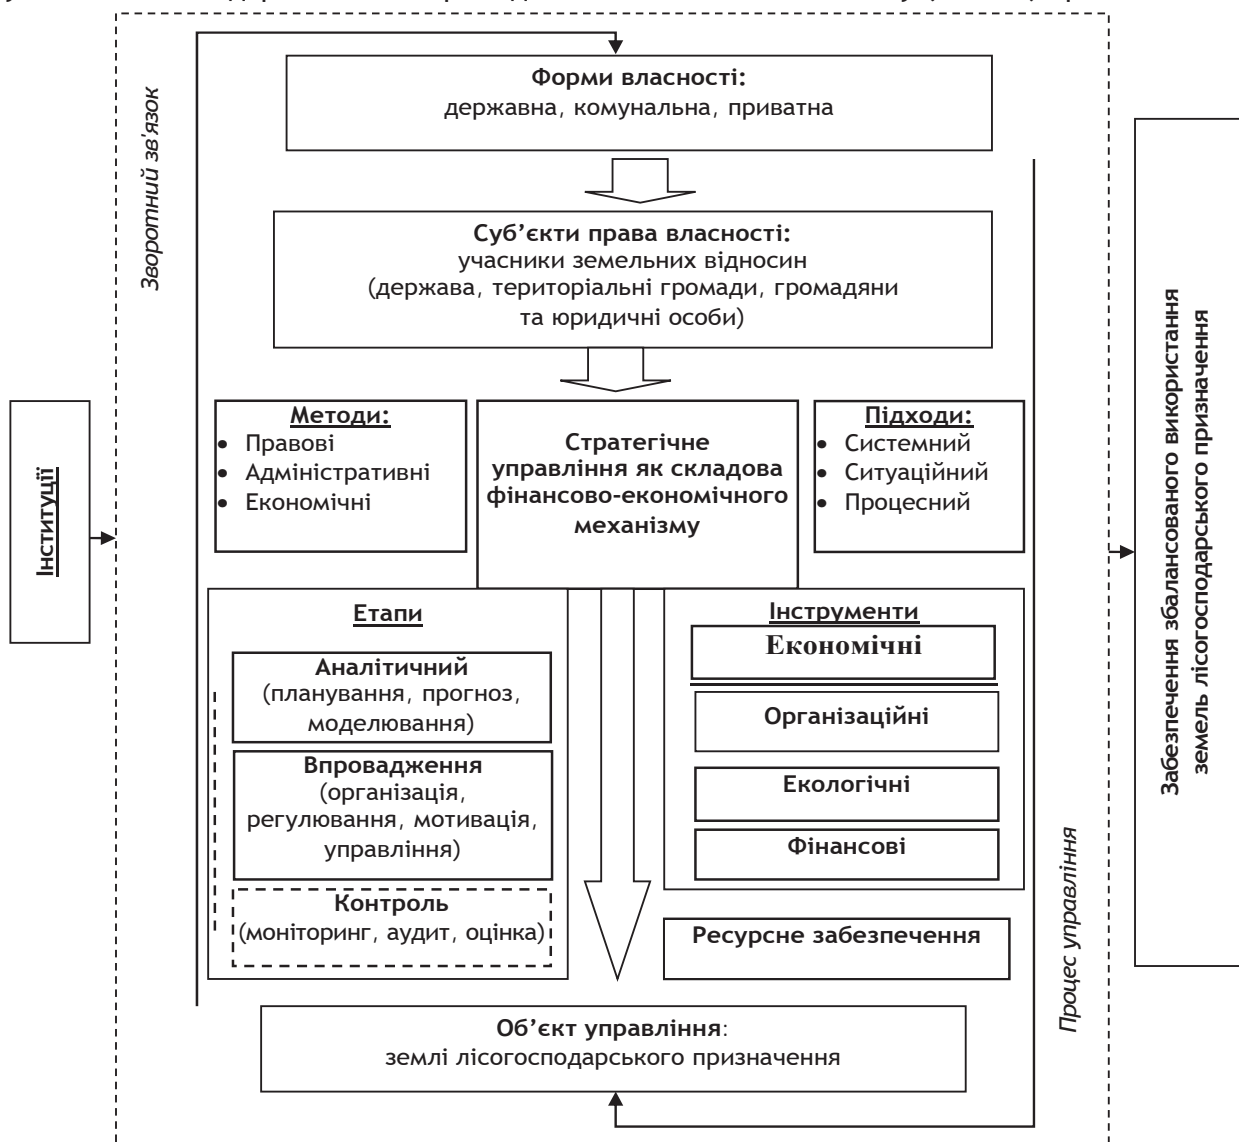 Форми власності:
державна, комунальна, приватна
Зворотний зв'язок
Суб’єкти права власності:
учасники земельних відносин
(держава, територіальні громади, громадяни
та юридичні особи)
Інституції
Методи:
• Правові
• Адміністративні
• Економічні
Стратегічне
управління як складова
фінансово-економічного
механізму
Підходи:
• Системний
• Ситуаційний
• Процесний
Забезпечення збалансованого використання
земель лісогосподарського призначення
Етапи
Аналітичний
(планування, прогноз,
моделювання)
Впровадження
(організація,
регулювання, мотивація,
управління)
Контроль
(моніторинг, аудит, оцінка)
Інструменти
Економічні
Організаційні
Екологічні
Фінансові
Ресурсне забезпечення
Процес управління
Об’єкт управління:
землі лісогосподарського призначення